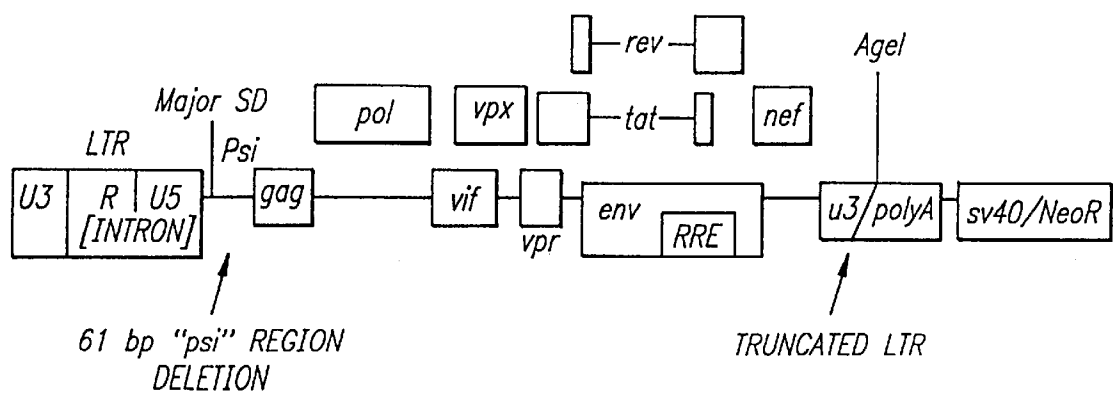 rev
AgeI
Major SD
pol
vpx
tat
nef
LTR
Psi
U3
R
U5
[INTRON]
gag
vif
vpr
env
RRE
u3/polyA
sv40/NeoR
61 bp "psi" REGION
DELETION
TRUNCATED LTR